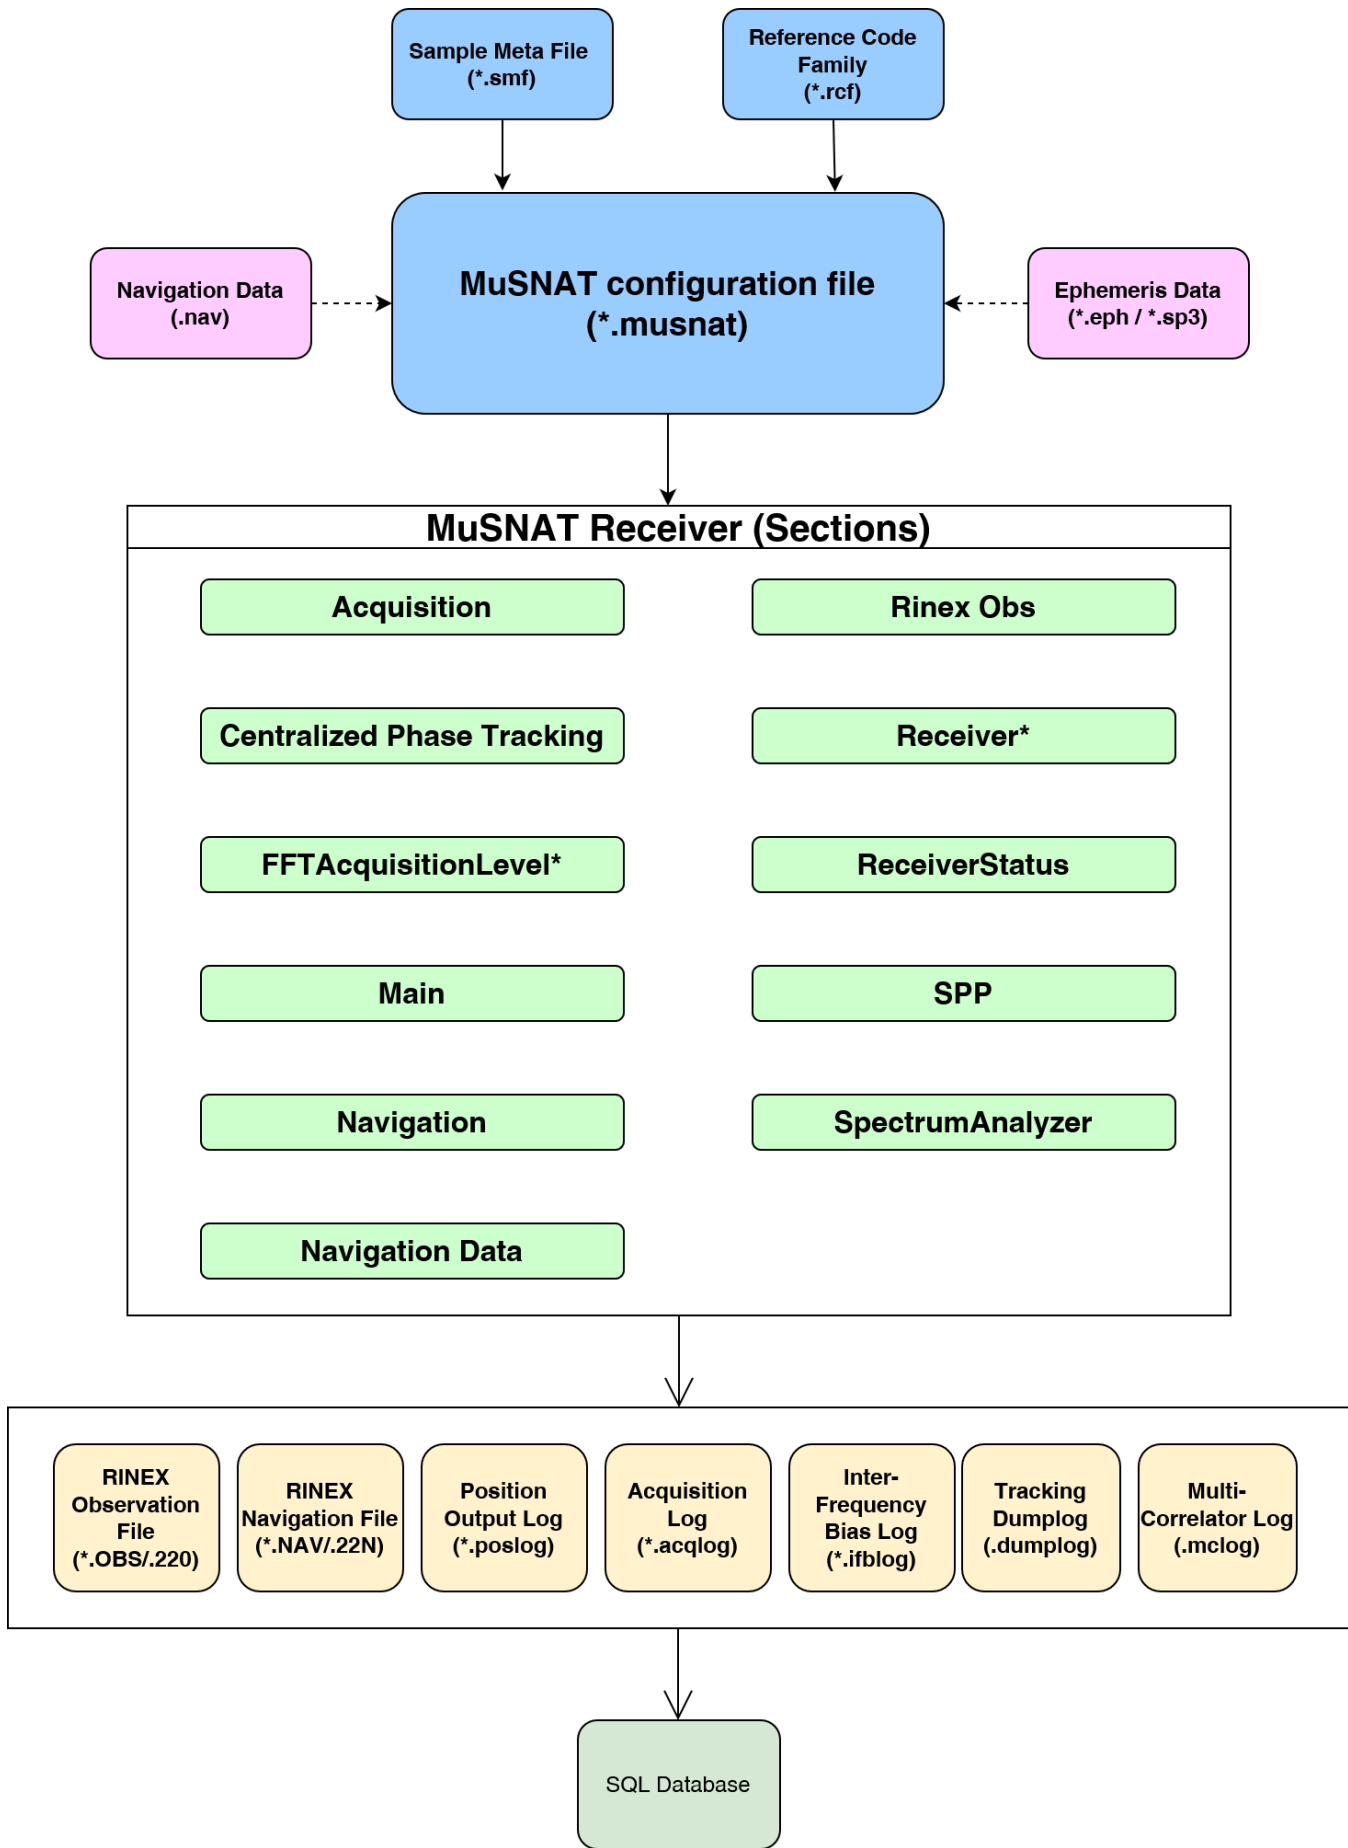 Sample Meta File
(*.smf)
Reference Code
Family
(*.rcf)
MuSNAT configuration file
(*.musnat)
Navigation Data
(.nav)
Ephemeris Data
(*.eph / *.sp3)
MuSNAT Receiver (Sections)
Acquisition
Rinex Obs
Centralized Phase Tracking
Receiver*
FFTAcquisitionLevel*
ReceiverStatus
Main
SPP
Navigation
SpectrumAnalyzer
Navigation Data
RINEX
Observation
File
(*.OBS/.220)
RINEX
Navigation File
(*.NAV/.22N)
Position
Output Log
(*.poslog)
Acquisition
Log
(*.acqlog)
Inter-
Frequency
Bias Log
(*.ifblog)
Tracking
Dumplog
(.dumplog)
Multi-
Correlator Log
(.mclog)
SQL Database